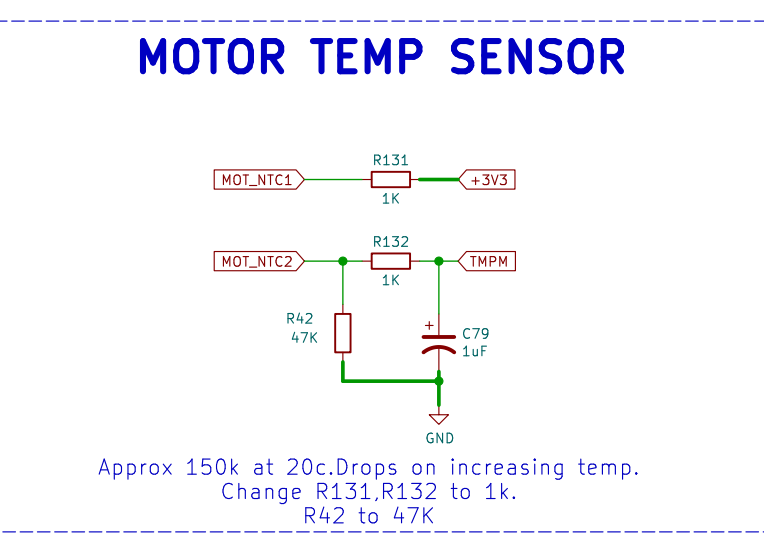 MOTOR TEMP SENSOR
R131
MOT_NTC1
+3V3
1K
R132
MOT_NTC2
TMPM
1K
R42
47K
+
C79
1uF
GND
Approx 150k at 20c.Drops on increasing temp.
Change R131,R132 to 1k.
R42 to 47K